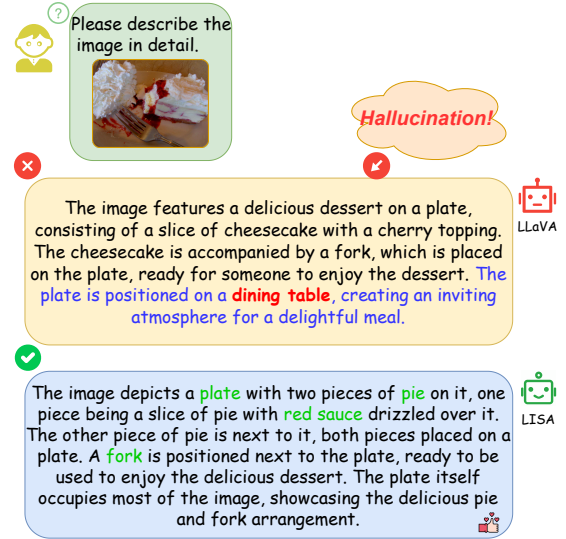 ?
Please describe the
image in detail.
Hallucination!
The image features a delicious dessert on a plate,
consisting of a slice of cheesecake with a cherry topping.
The cheesecake is accompanied by a fork, which is placed
on the plate, ready for someone to enjoy the dessert. The
plate is positioned on a dining table, creating an inviting
atmosphere for a delightful meal.
LLaVA
The image depicts a plate with two pieces of pie on it, one
piece being a slice of pie with red sauce drizzled over it.
The other piece of pie is next to it, both pieces placed on a
plate. A fork is positioned next to the plate, ready to be
used to enjoy the delicious dessert. The plate itself
occupies most of the image, showcasing the delicious pie
and fork arrangement.
LISA